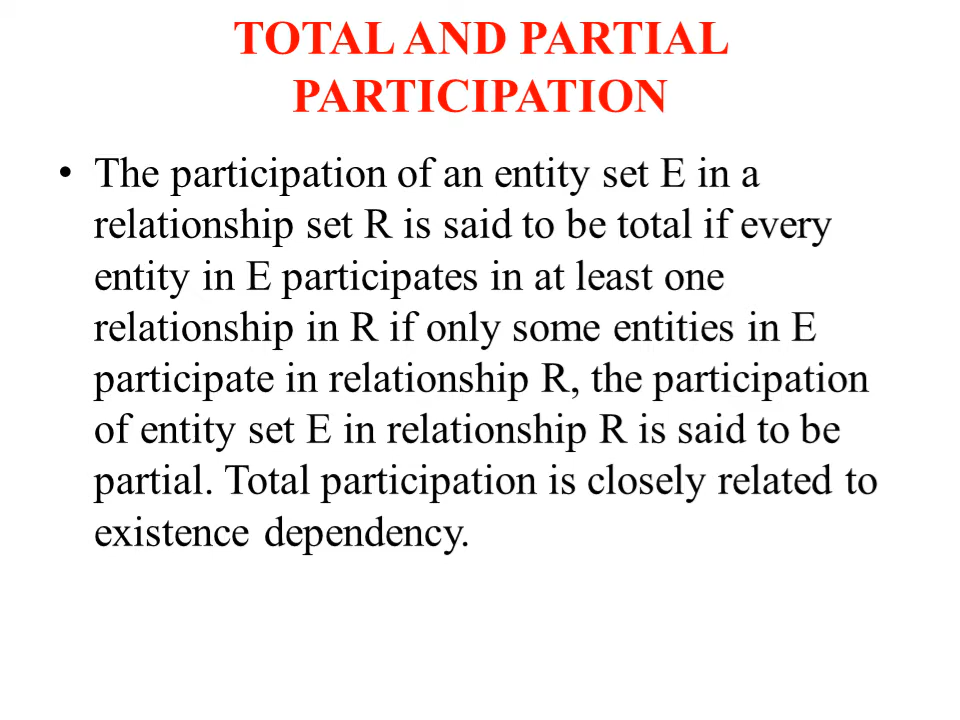 TOTAL AND PARTIAL
PARTICIPATION
• The participation of an entity set E in a
relationship set R is said to be total if every
entity in E participates in at least one
relationship in R if only some entities in E
participate in relationship R, the participation
of entity set E in relationship R is said to be
partial. Total participation is closely related to
existence dependency.